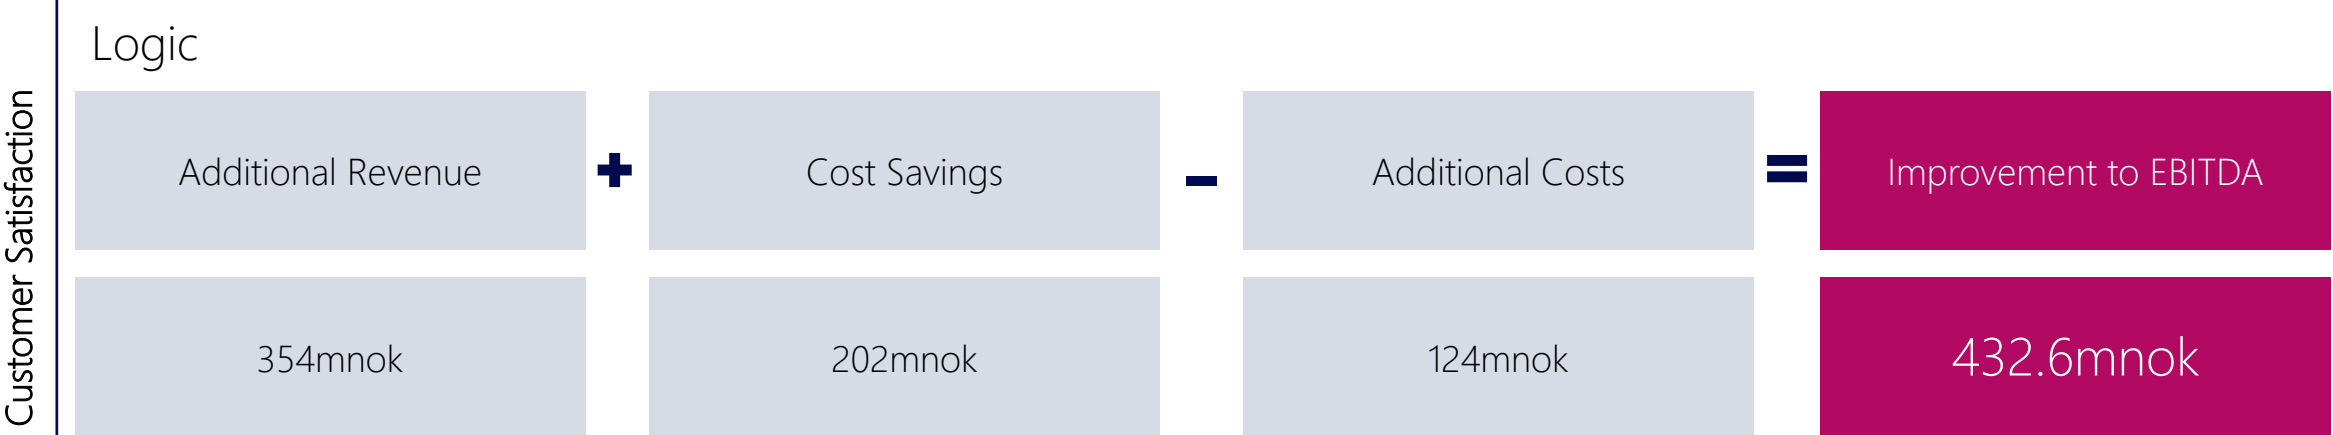 Customer Satisfaction
Logic
Additional Revenue + Cost Savings - Additional Costs = Improvement to EBITDA
354mnok 202mnok 124mnok 432.6mnok